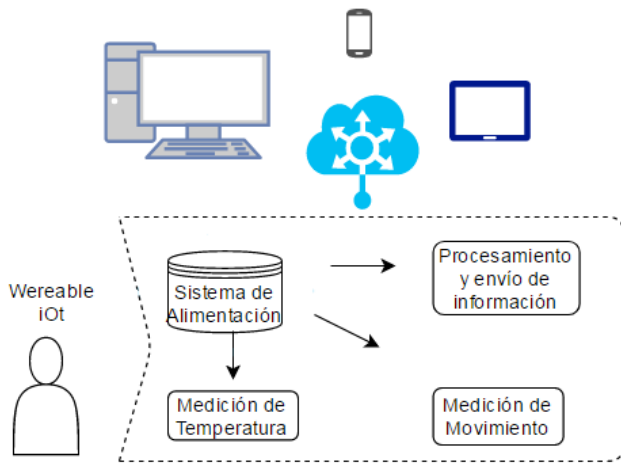 Wereable
iOt
Sistema de
Alimentación
Procesamiento
y envío de
información
Medición de
Temperatura
Medición de
Movimiento